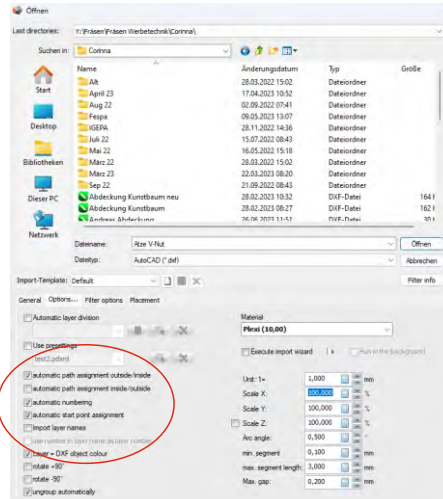 Öffnen
Last directories: Y:\Fräsen\Fräsen Werbetechnik\Corinna\
Suchen in: Corinna
Name Änderungsdatum Typ Größe
Alt 28.03.2022 15:02 Dateiordner
April 23 17.04.2023 10:52 Dateiordner
Aug 22 02.09.2022 07:41 Dateiordner
Fespa 09.05.2023 13:07 Dateiordner
IGEPA 28.11.2022 14:36 Dateiordner
Juli 22 15.07.2022 08:43 Dateiordner
Mai 22 16.05.2022 15:18 Dateiordner
März 22 28.03.2022 15:02 Dateiordner
März 23 22.03.2023 08:20 Dateiordner
Sep 22 21.09.2022 08:43 Dateiordner
Abdeckung Kunstbaum neu 28.02.2023 10:32 DXF-Datei 164
Abdeckung Kunstbaum 28.02.2023 08:27 DXF-Datei 162
Andreas Abdeckung 26.06.2023 11:51 DXF-Datei
Start
Desktop
Bibliotheken
Dieser PC
Netzwerk
Dateiname: Atze V-Nut Öffnen
Dateityp: AutoCAD (*.dxf) Abbrechen
Import-Template: Default Filter info
General Options... Filter options Placement
Automatic layer division
Use presettings
test2.pdxml
automatic path assignment outside/inside
automatic path assignment inside/outside
automatic numbering
automatic start point assignment
Import layer names
Use number in layer name as layer number
Layer = DXF object colour
rotate +90°
rotate -90°
ungroup automatically
Material
Plexi (10,00)
Execute import wizard Run in the background
Unit: 1= 1,000 mm
Scale X: 100,000 %
Scale Y: 100,000 %
Scale Z: 100,000 %
Arc angle: 0,500 °
min. segment 0,100 mm
max. segment length: 3,000 mm
Max. gap: 0,200 mm